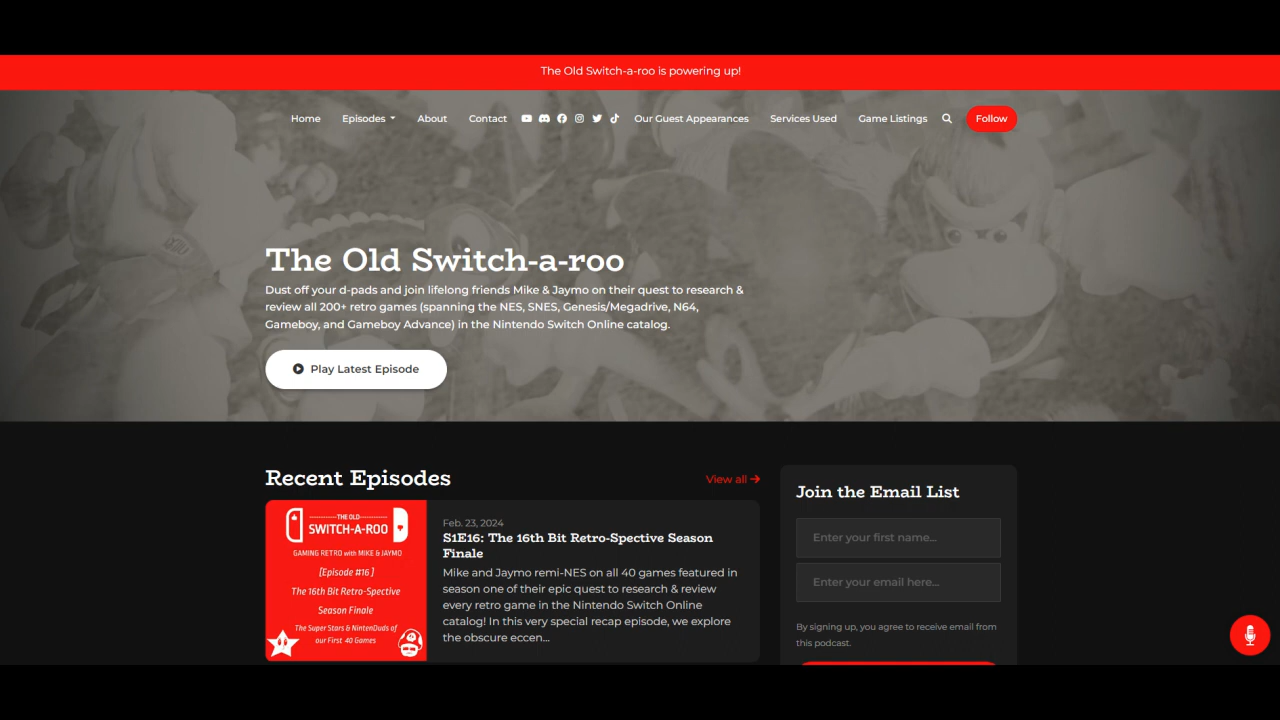 The Old Switch-a-roo is powering up!
Home Episodes About Contact Our Guest Appearances Services Used Game Listings Follow
The Old Switch-a-roo
Dust off your d-pads and join lifelong friends Mike & Jaymo on their quest to research &
review all 200+ retro games (spanning the NES, SNES, Genesis/Megadrive, N64,
Gameboy, and Gameboy Advance) in the Nintendo Switch Online catalog.
Play Latest Episode
Recent Episodes
View all
THE OLD
SWITCH-A-ROO
GAMING RETRO with MIKE & JAYMO
[Episode #16 ]
The 16th Bit Retro-Spective
Season Finale
The Super Stars & NintenDuds of
our First 40 Games
Feb. 23, 2024
S1E16: The 16th Bit Retro-Spective Season
Finale
Mike and Jaymo remi-NES on all 40 games featured in
season one of their epic quest to research & review
every retro game in the Nintendo Switch Online
catalog! In this very special recap episode, we explore
the obscure eccen...
Join the Email List
Enter your first name...
Enter your email here...
By signing up, you agree to receive email from
this podcast.